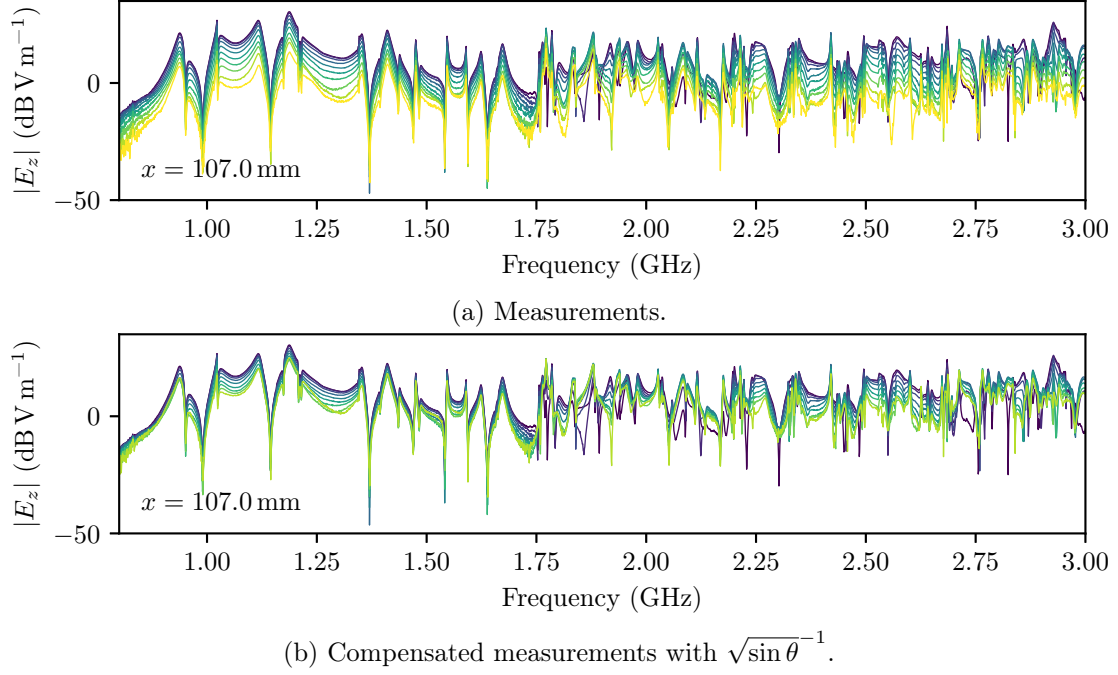 |E_z| (dB V m⁻¹)
0
−50
x = 107.0 mm
1.00 1.25 1.50 1.75 2.00 2.25 2.50 2.75 3.00
Frequency (GHz)
(a) Measurements.
|E_z| (dB V m⁻¹)
0
−50
x = 107.0 mm
1.00 1.25 1.50 1.75 2.00 2.25 2.50 2.75 3.00
Frequency (GHz)
(b) Compensated measurements with √sin θ⁻¹.